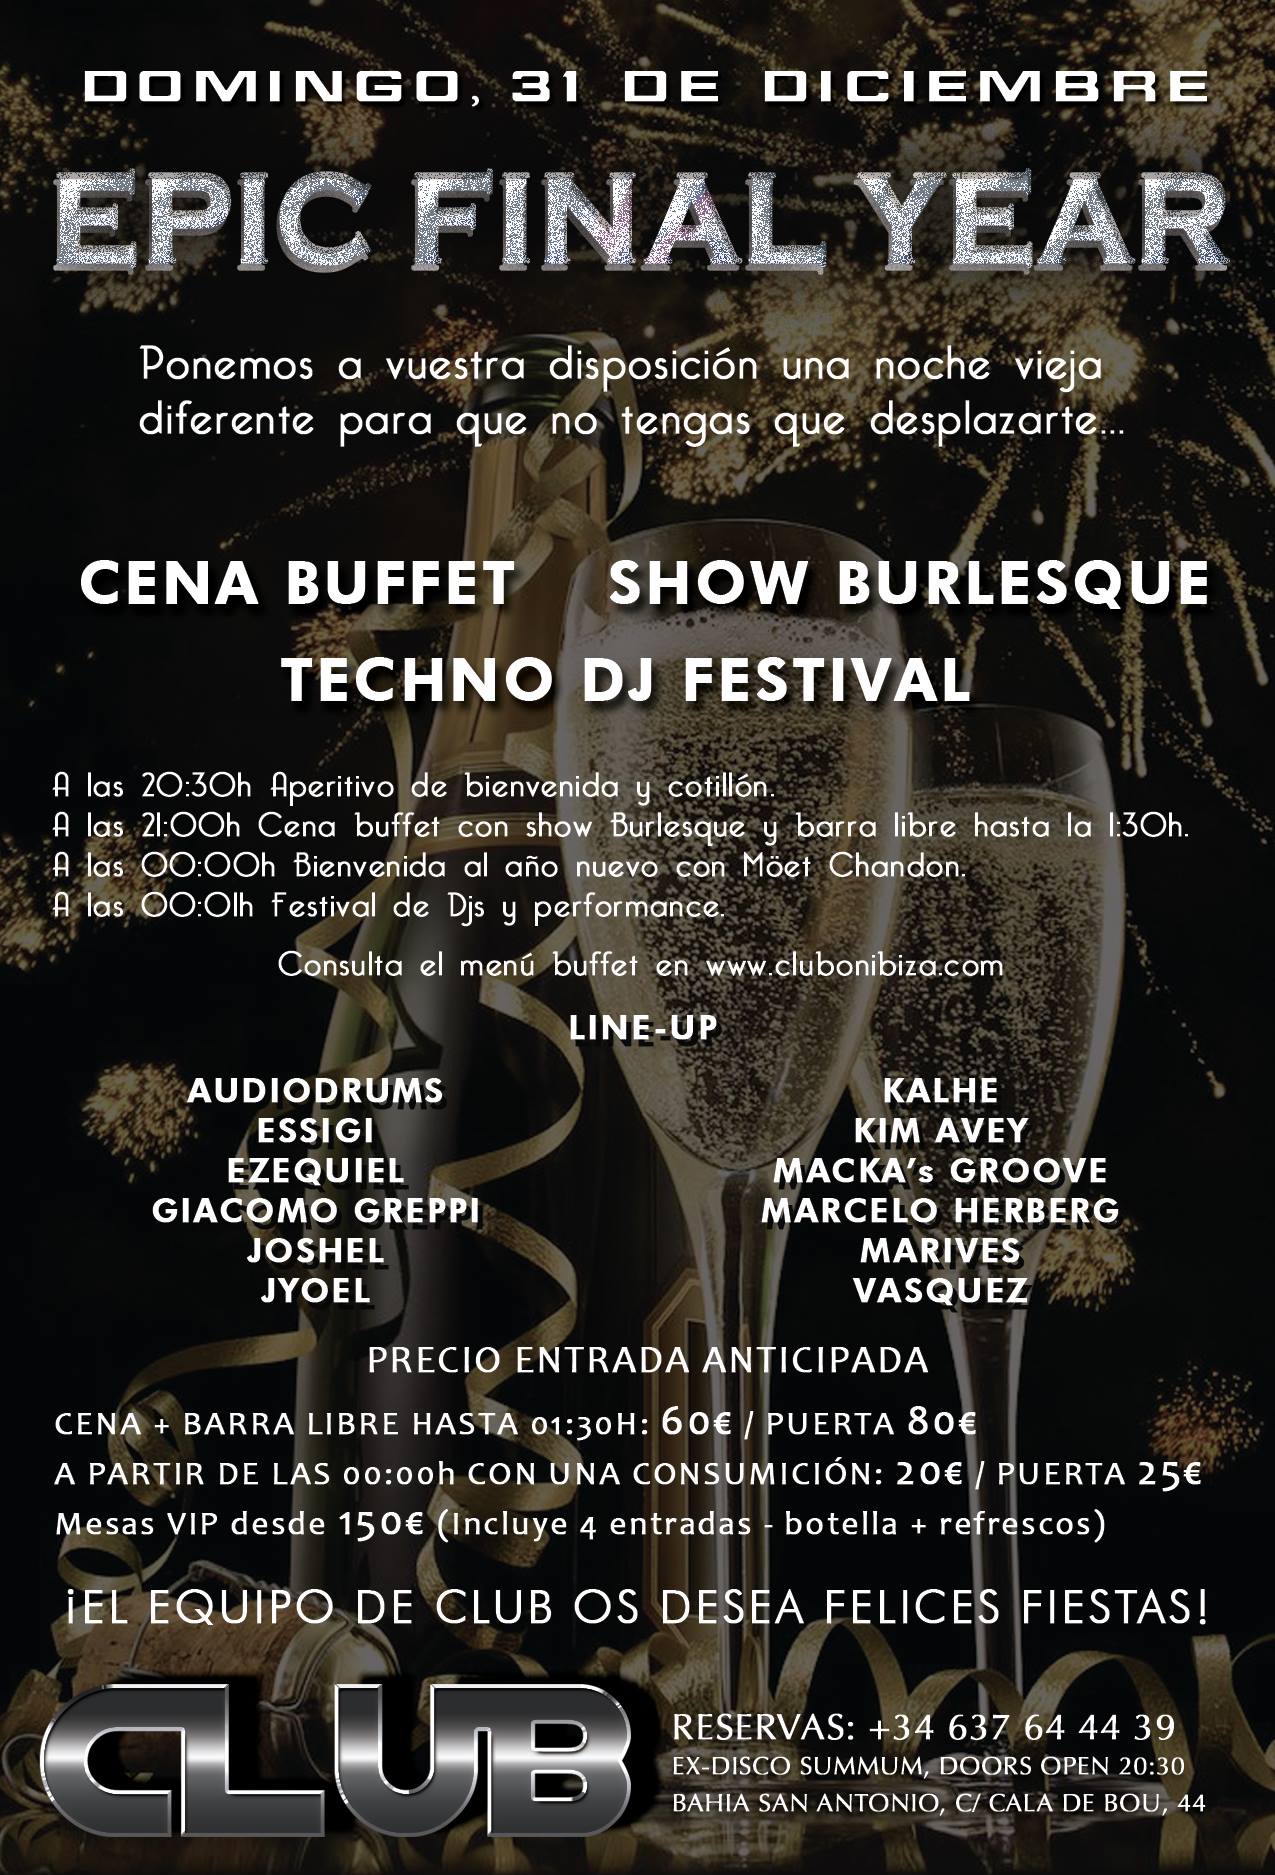 DOMINGO, 31 DE DICIEMBRE
EPIC FINAL YEAR
Ponemos a vuestra disposición una noche vieja
diferente para que no tengas que desplazarte...
CENA BUFFET SHOW BURLESQUE
TECHNO DJ FESTIVAL
A las 20:30h Aperitivo de bienvenida y cotillón.
A las 21:00h Cena buffet con show Burlesque y barra libre hasta la 1:30h.
A las 00:00h Bienvenida al año nuevo con Möet Chandon.
A las 00:01h Festival de Djs y performance.
Consulta el menú buffet en www.clubonibiza.com
LINE-UP
AUDIODRUMS
ESSIGI
EZEQUIEL
GIACOMO GREPPI
JOSHEL
JYOEL
KALHE
KIM AVEY
MACKA's GROOVE
MARCELO HERBERG
MARIVES
VASQUEZ
PRECIO ENTRADA ANTICIPADA
CENA + BARRA LIBRE HASTA 01:30H: 60€ / PUERTA 80€
A PARTIR DE LAS 00:00h CON UNA CONSUMICIÓN: 20€ / PUERTA 25€
Mesas VIP desde 150€ (Incluye 4 entradas - botella + refrescos)
¡EL EQUIPO DE CLUB OS DESEA FELICES FIESTAS!
CLUB
RESERVAS: +34 637 64 44 39
EX-DISCO SUMMUM, DOORS OPEN 20:30
BAHIA SAN ANTONIO, C/ CALA DE BOU, 44